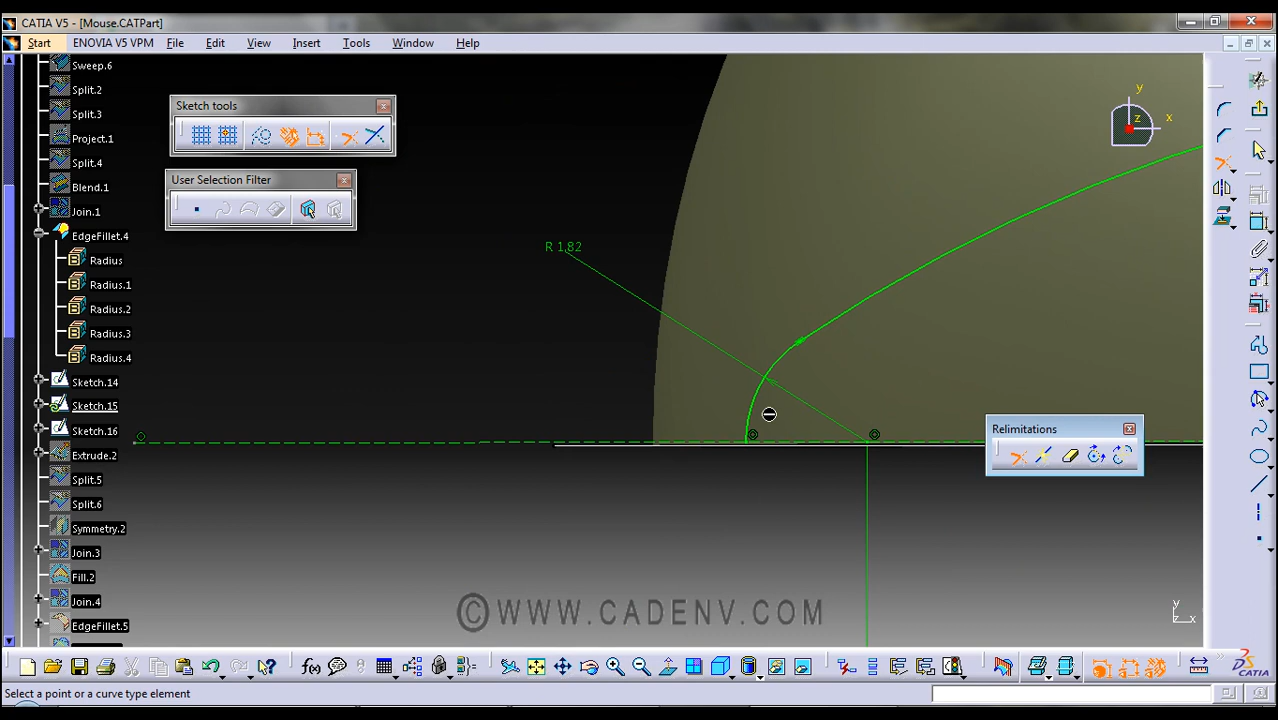 CATIA V5 - [Mouse.CATPart]
Start ENOVIA V5 VPM File Edit View Insert Tools Window Help
Sweep.6
Split.2
Split.3
Project.1
Split.4
Blend.1
Join.1
EdgeFillet.4
Radius
Radius.1
Radius.2
Radius.3
Radius.4
Sketch.14
Sketch.15
Sketch.16
Extrude.2
Split.5
Split.6
Symmetry.2
Join.3
Fill.2
Join.4
EdgeFillet.5
Sketch tools
User Selection Filter
R 1,82
y
z x
Relimitations
©WWW.CADENV.COM
y
z x
f(x)
CATIA
Select a point or a curve type element